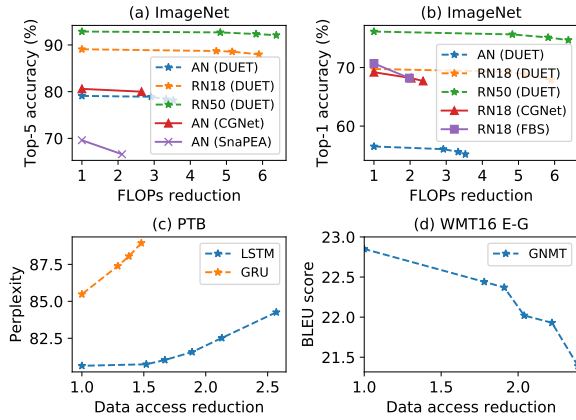 (a) ImageNet
Top-5 accuracy (%)
90
80
70
AN (DUET)
RN18 (DUET)
RN50 (DUET)
AN (CGNet)
AN (SnaPEA)
1 2 3 4 5 6
FLOPs reduction
(b) ImageNet
Top-1 accuracy (%)
70
60
AN (DUET)
RN18 (DUET)
RN50 (DUET)
RN18 (CGNet)
RN18 (FBS)
1 2 3 4 5 6
FLOPs reduction
(c) PTB
Perplexity
87.5
85.0
82.5
LSTM
GRU
1.0 1.5 2.0 2.5
Data access reduction
(d) WMT16 E-G
BLEU score
23.0
22.5
22.0
21.5
GNMT
1.0 1.5 2.0
Data access reduction